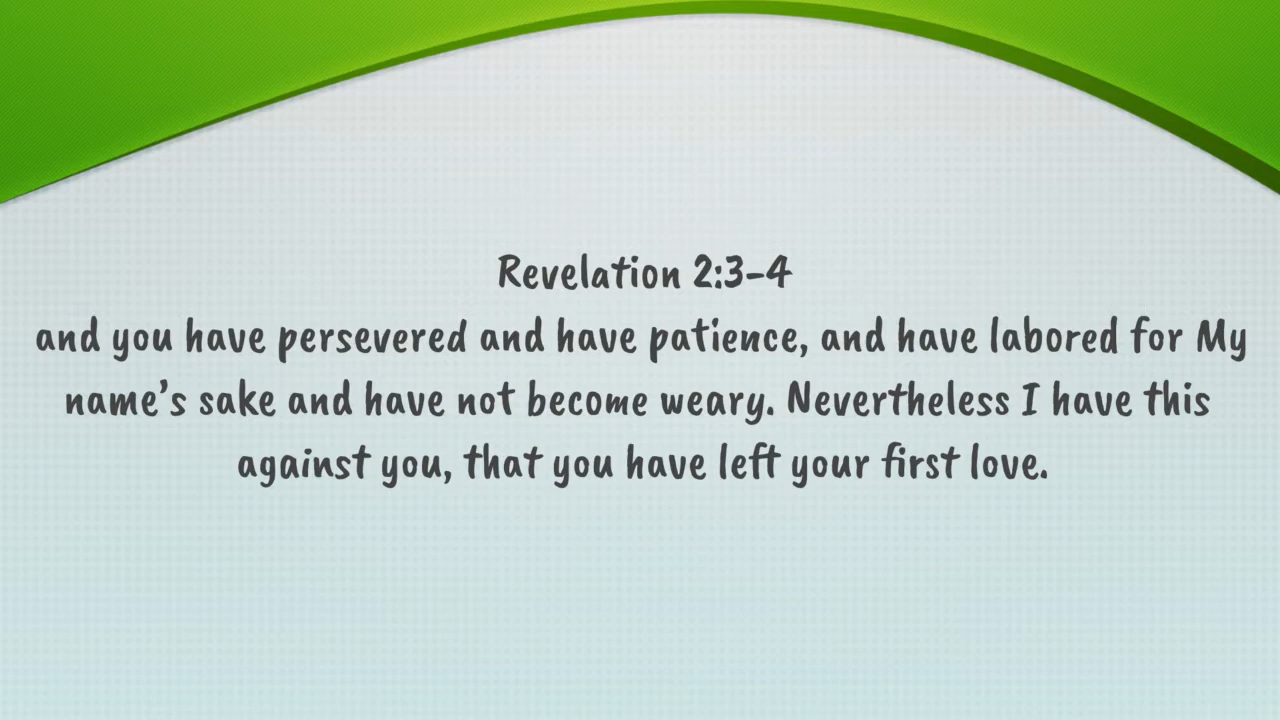 Revelation 2:3-4
and you have persevered and have patience, and have labored for My
name’s sake and have not become weary. Nevertheless I have this
against you, that you have left your first love.